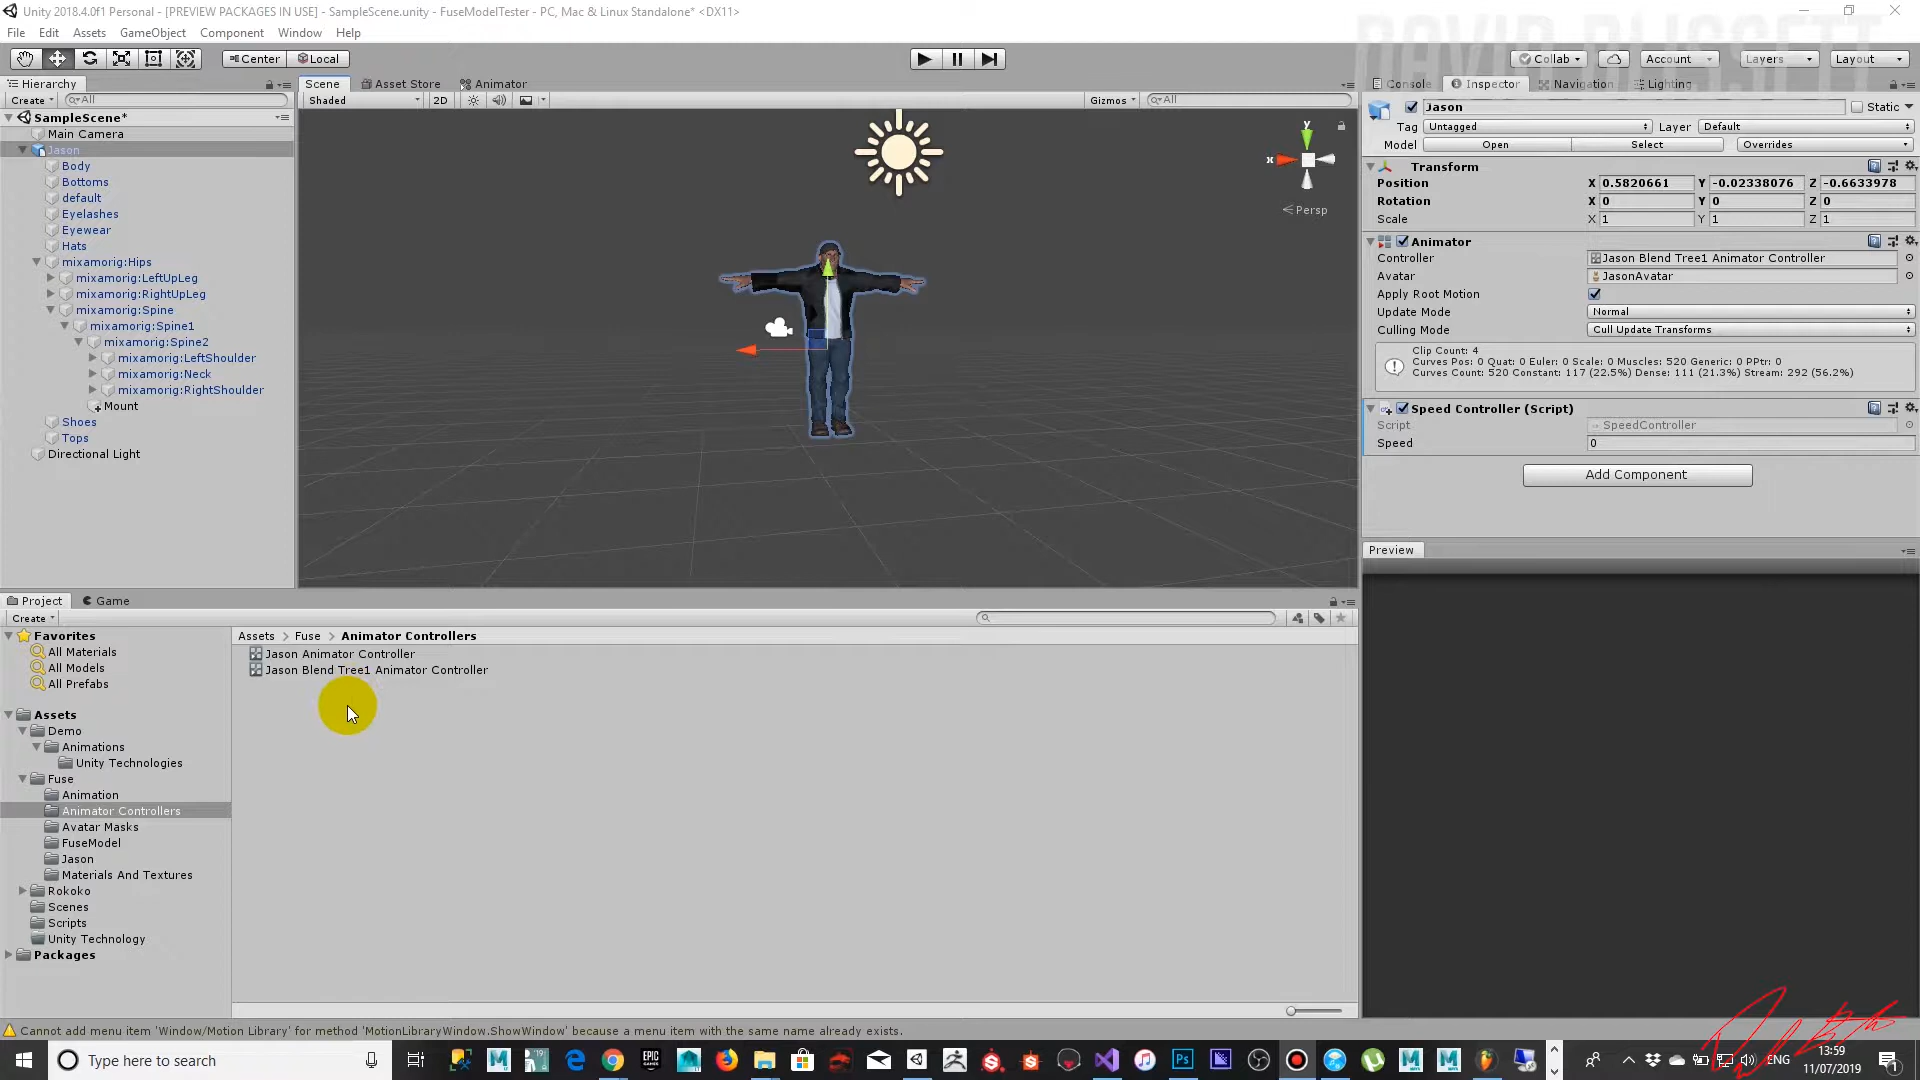 Unity 2018.4.0f1 Personal - [PREVIEW PACKAGES IN USE] - SampleScene.unity - FuseModelTester - PC, Mac & Linux Standalone* <DX11>
DAVID RUSSETT
File Edit Assets GameObject Component Window Help
Center Local Collab Account Layers Layout
Hierarchy Scene Asset Store Animator Console Inspector Navigation Lighting
Create All Shaded 2D Gizmos All
SampleScene*
Main Camera
Jason
Body
Bottoms
default
Eyelashes
Eyewear
Hats
mixamorig:Hips
mixamorig:LeftUpLeg
mixamorig:RightUpLeg
mixamorig:Spine
mixamorig:Spine1
mixamorig:Spine2
mixamorig:LeftShoulder
mixamorig:Neck
mixamorig:RightShoulder
Mount
Shoes
Tops
Directional Light
y
x
Persp
Jason Static
Tag Untagged Layer Default
Model Open Select Overrides
Transform
Position X 0.5820661 Y -0.02338076 Z -0.6633978
Rotation X 0 Y 0 Z 0
Scale X 1 Y 1 Z 1
Animator
Controller Jason Blend Tree1 Animator Controller
Avatar JasonAvatar
Apply Root Motion
Update Mode Normal
Culling Mode Cull Update Transforms
Clip Count: 4
Curves Pos: 0 Quat: 0 Euler: 0 Scale: 0 Muscles: 520 Generic: 0 PPtr: 0
Curves Count: 520 Constant: 117 (22.5%) Dense: 111 (21.3%) Stream: 292 (56.2%)
Speed Controller (Script)
Script SpeedController
Speed 0
Add Component
Preview
Project Game
Create
Favorites
All Materials
All Models
All Prefabs
Assets
Demo
Animations
Unity Technologies
Fuse
Animation
Animator Controllers
Avatar Masks
FuseModel
Jason
Materials And Textures
Rokoko
Scenes
Scripts
Unity Technology
Packages
Assets > Fuse > Animator Controllers
Jason Animator Controller
Jason Blend Tree1 Animator Controller
Cannot add menu item 'Window/Motion Library' for method 'MotionLibraryWindow.ShowWindow' because a menu item with the same name already exists.
Type here to search
EPIC GAMES
ENG
13:59
11/07/2019
1